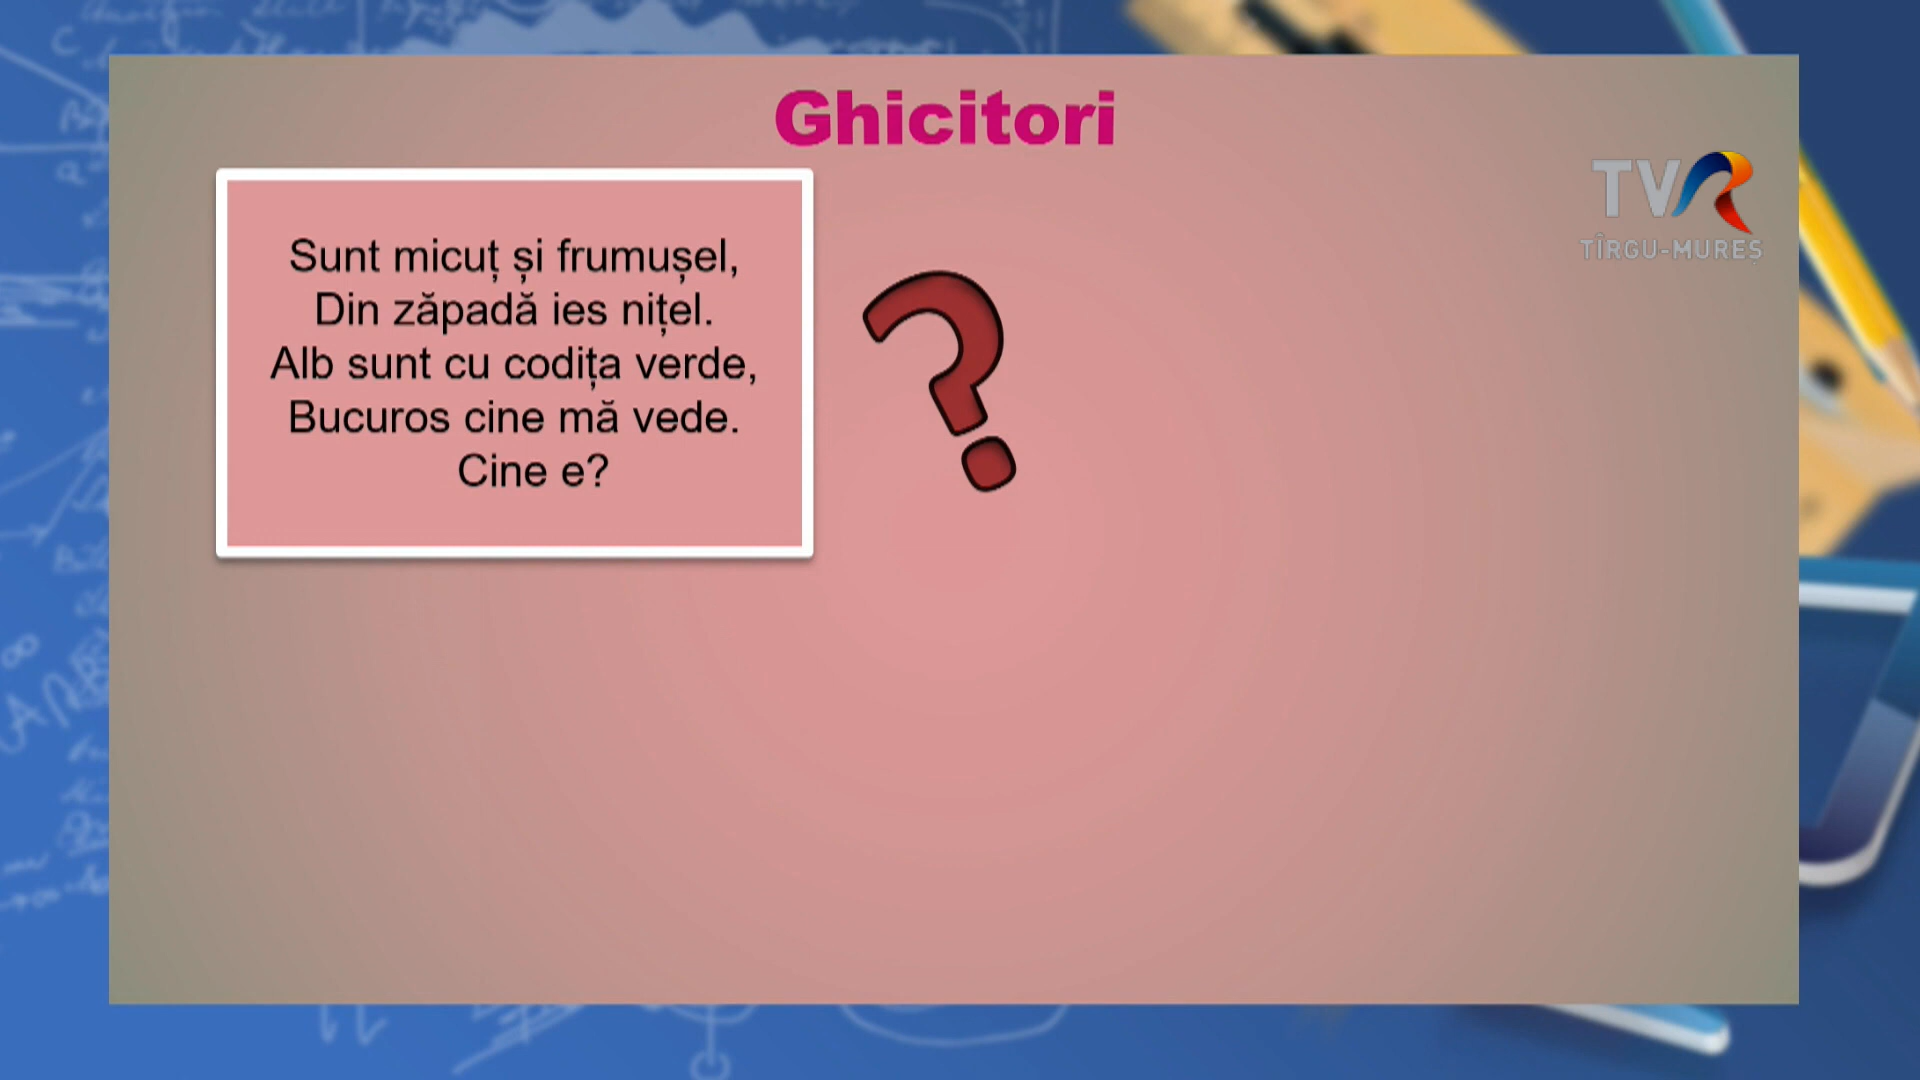 Ghicitori
TVR
TÎRGU-MUREȘ
Sunt micuț și frumușel,
Din zăpadă ies nițel.
Alb sunt cu codița verde,
Bucuros cine mă vede.
Cine e?